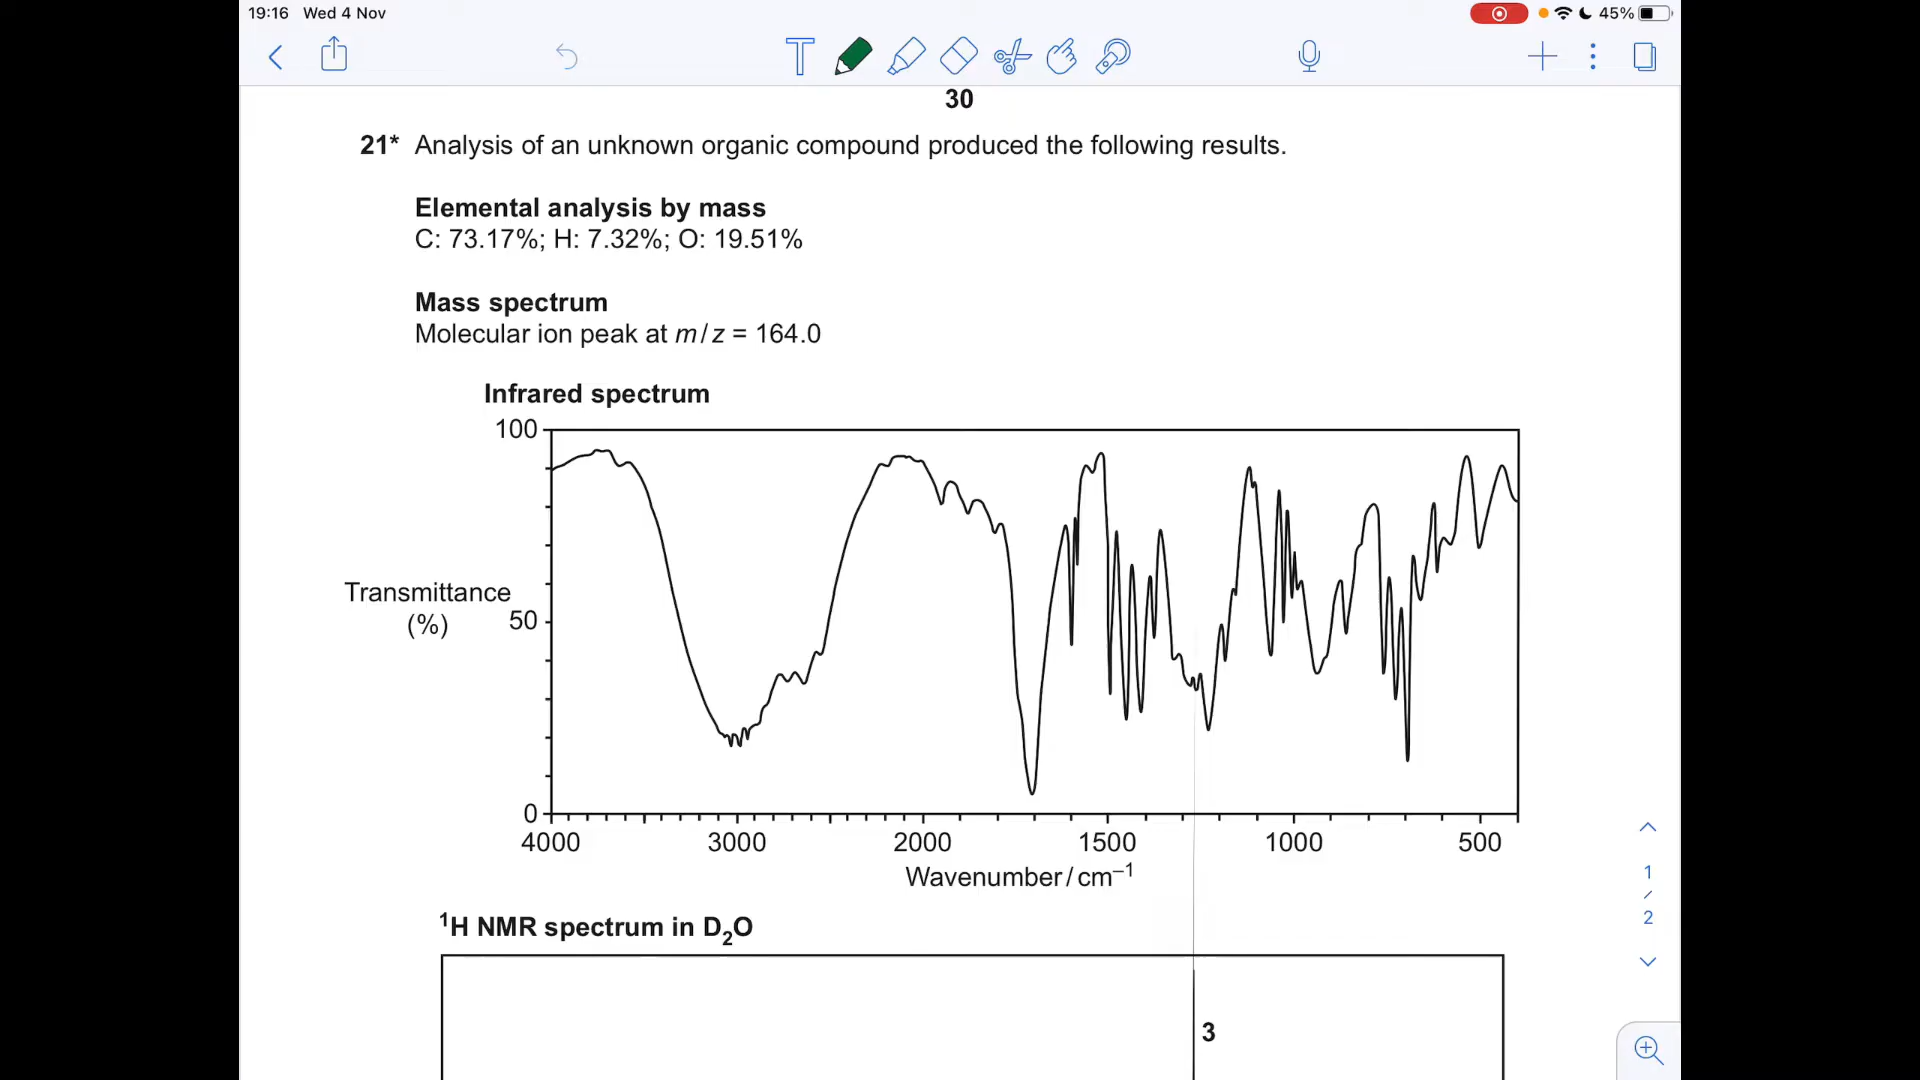 19:16 Wed 4 Nov
45%
30
21* Analysis of an unknown organic compound produced the following results.
Elemental analysis by mass
C: 73.17%; H: 7.32%; O: 19.51%
Mass spectrum
Molecular ion peak at m/z = 164.0
Infrared spectrum
100
Transmittance
(%)
50
0
4000 3000 2000 1500 1000 500
Wavenumber/cm⁻¹
¹H NMR spectrum in D₂O
3
1
/
2